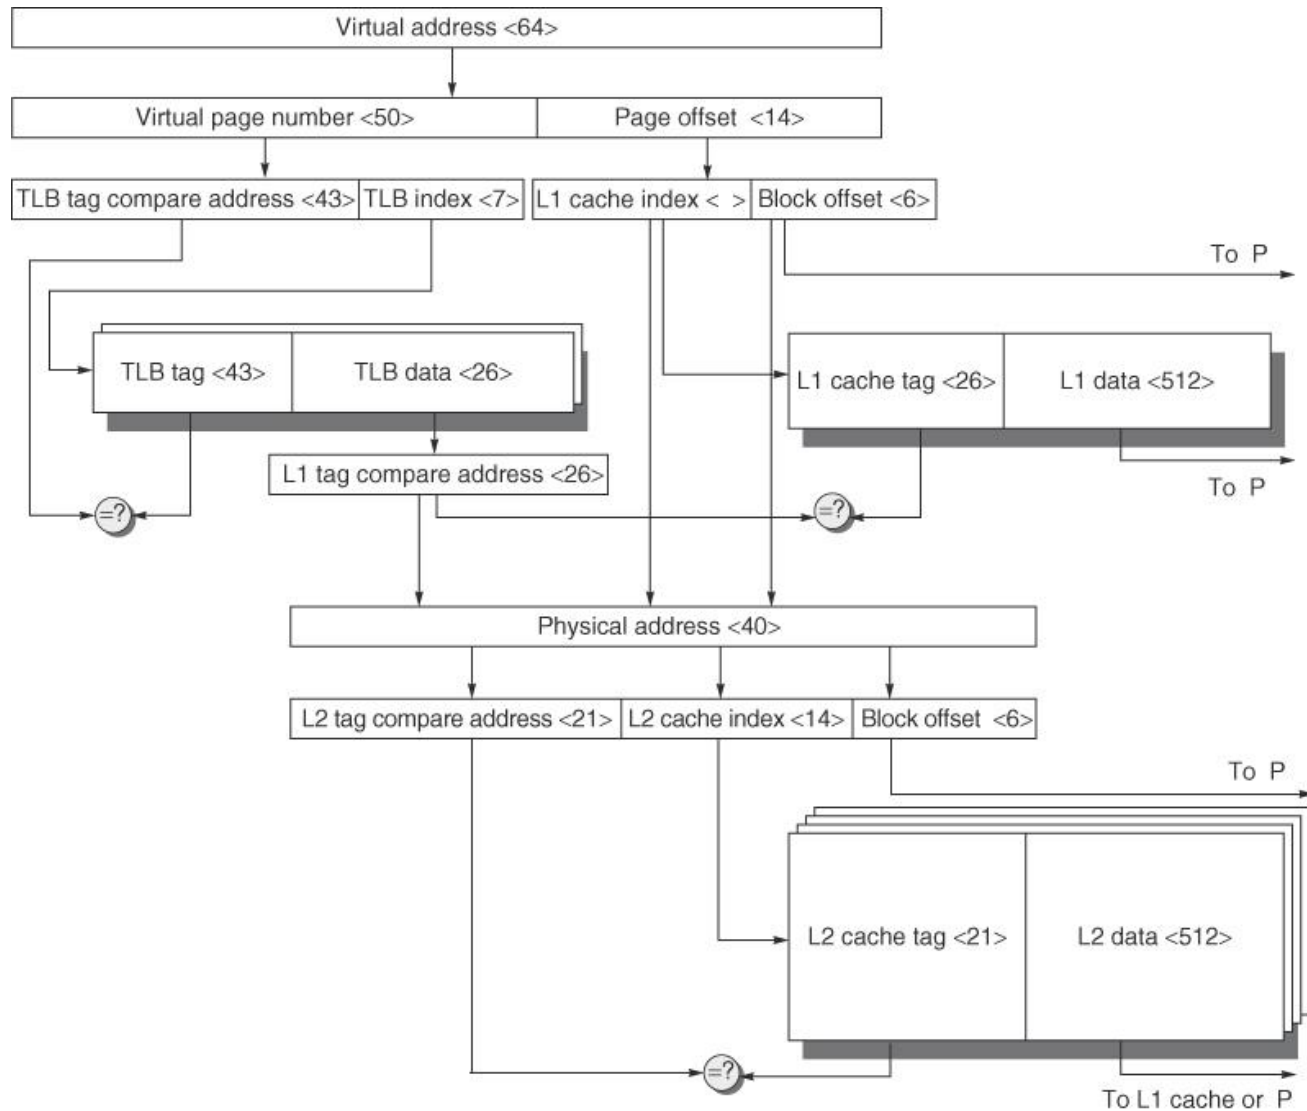 Virtual address <64>
Virtual page number <50> Page offset <14>
TLB tag compare address <43> TLB index <7> L1 cache index < > Block offset <6>
To P
TLB tag <43> TLB data <26> L1 cache tag <26> L1 data <512>
L1 tag compare address <26>
To P
=? =?
Physical address <40>
L2 tag compare address <21> L2 cache index <14> Block offset <6>
To P
L2 cache tag <21> L2 data <512>
=?
To L1 cache or P